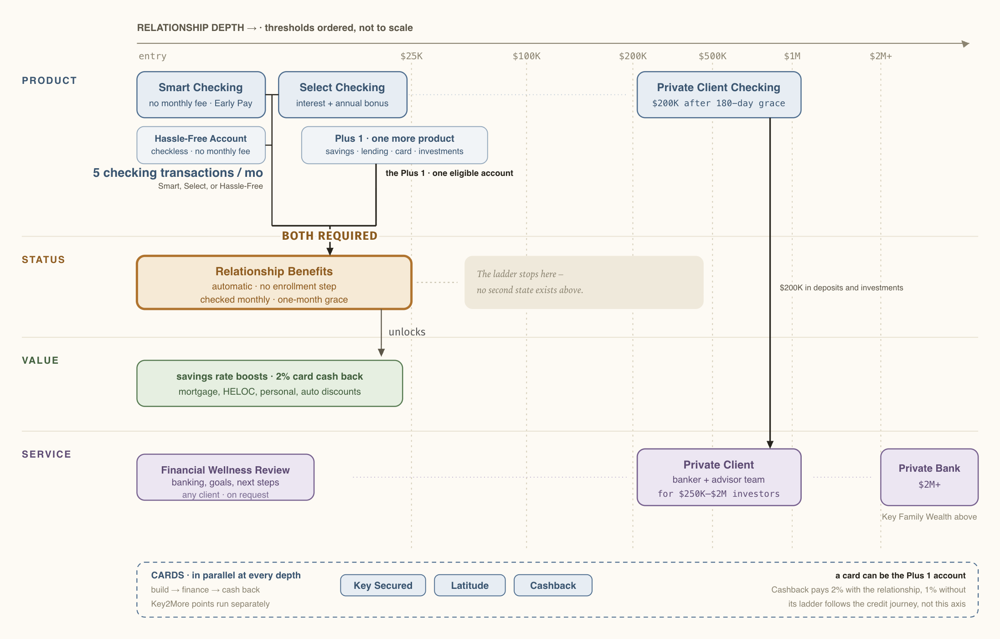 RELATIONSHIP DEPTH → · thresholds ordered, not to scale
entry $25K $100K $200K $500K $1M $2M+
PRODUCT
Smart Checking
no monthly fee · Early Pay
Select Checking
interest + annual bonus
Private Client Checking
$200K after 180–day grace
Hassle-Free Account
checkless · no monthly fee
Plus 1 · one more product
savings · lending · card · investments
5 checking transactions / mo
Smart, Select, or Hassle-Free
the Plus 1 · one eligible account
BOTH REQUIRED
STATUS
Relationship Benefits
automatic · no enrollment step
checked monthly · one-month grace
The ladder stops here –
no second state exists above.
$200K in deposits and investments
unlocks
VALUE
savings rate boosts · 2% card cash back
mortgage, HELOC, personal, auto discounts
SERVICE
Financial Wellness Review
banking, goals, next steps
any client · on request
Private Client
banker + advisor team
for $250K–$2M investors
Private Bank
$2M+
Key Family Wealth above
CARDS · in parallel at every depth
build → finance → cash back
Key2More points run separately
Key Secured
Latitude
Cashback
a card can be the Plus 1 account
Cashback pays 2% with the relationship, 1% without
its ladder follows the credit journey, not this axis